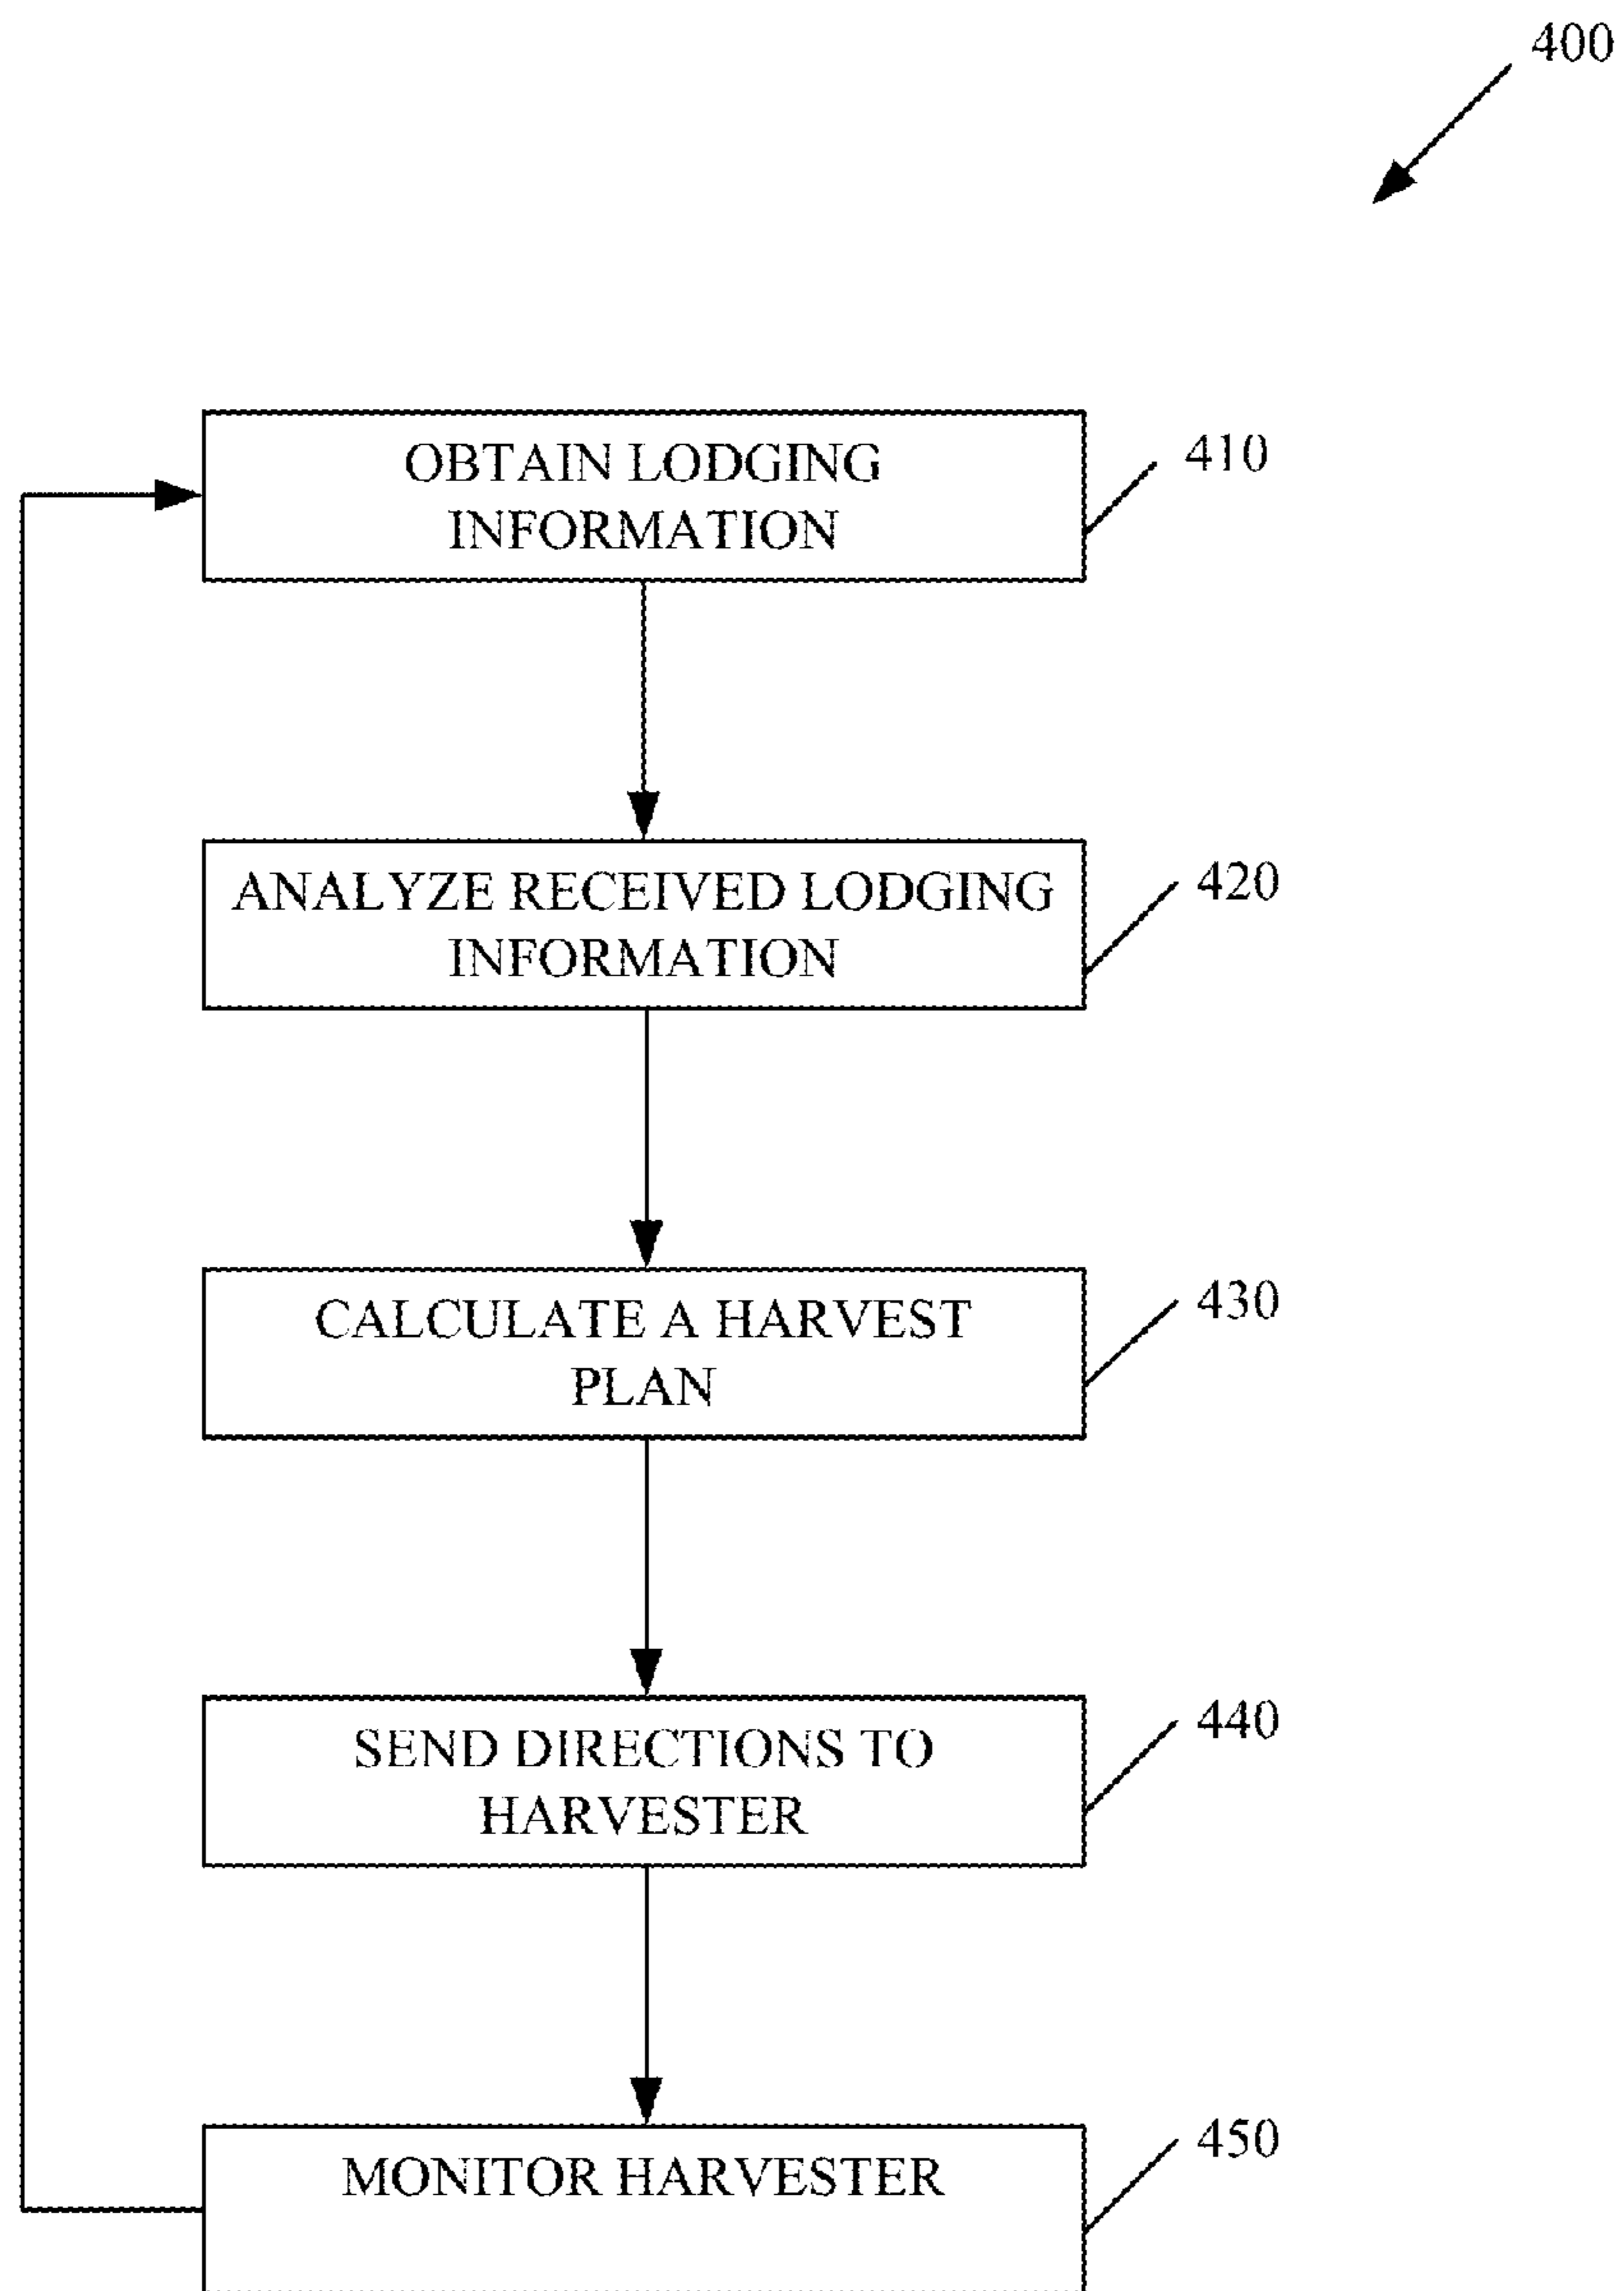 400
OBTAIN LODGING
INFORMATION
410
ANALYZE RECEIVED LODGING
INFORMATION
420
CALCULATE A HARVEST
PLAN
430
SEND DIRECTIONS TO
HARVESTER
440
MONITOR HARVESTER
450